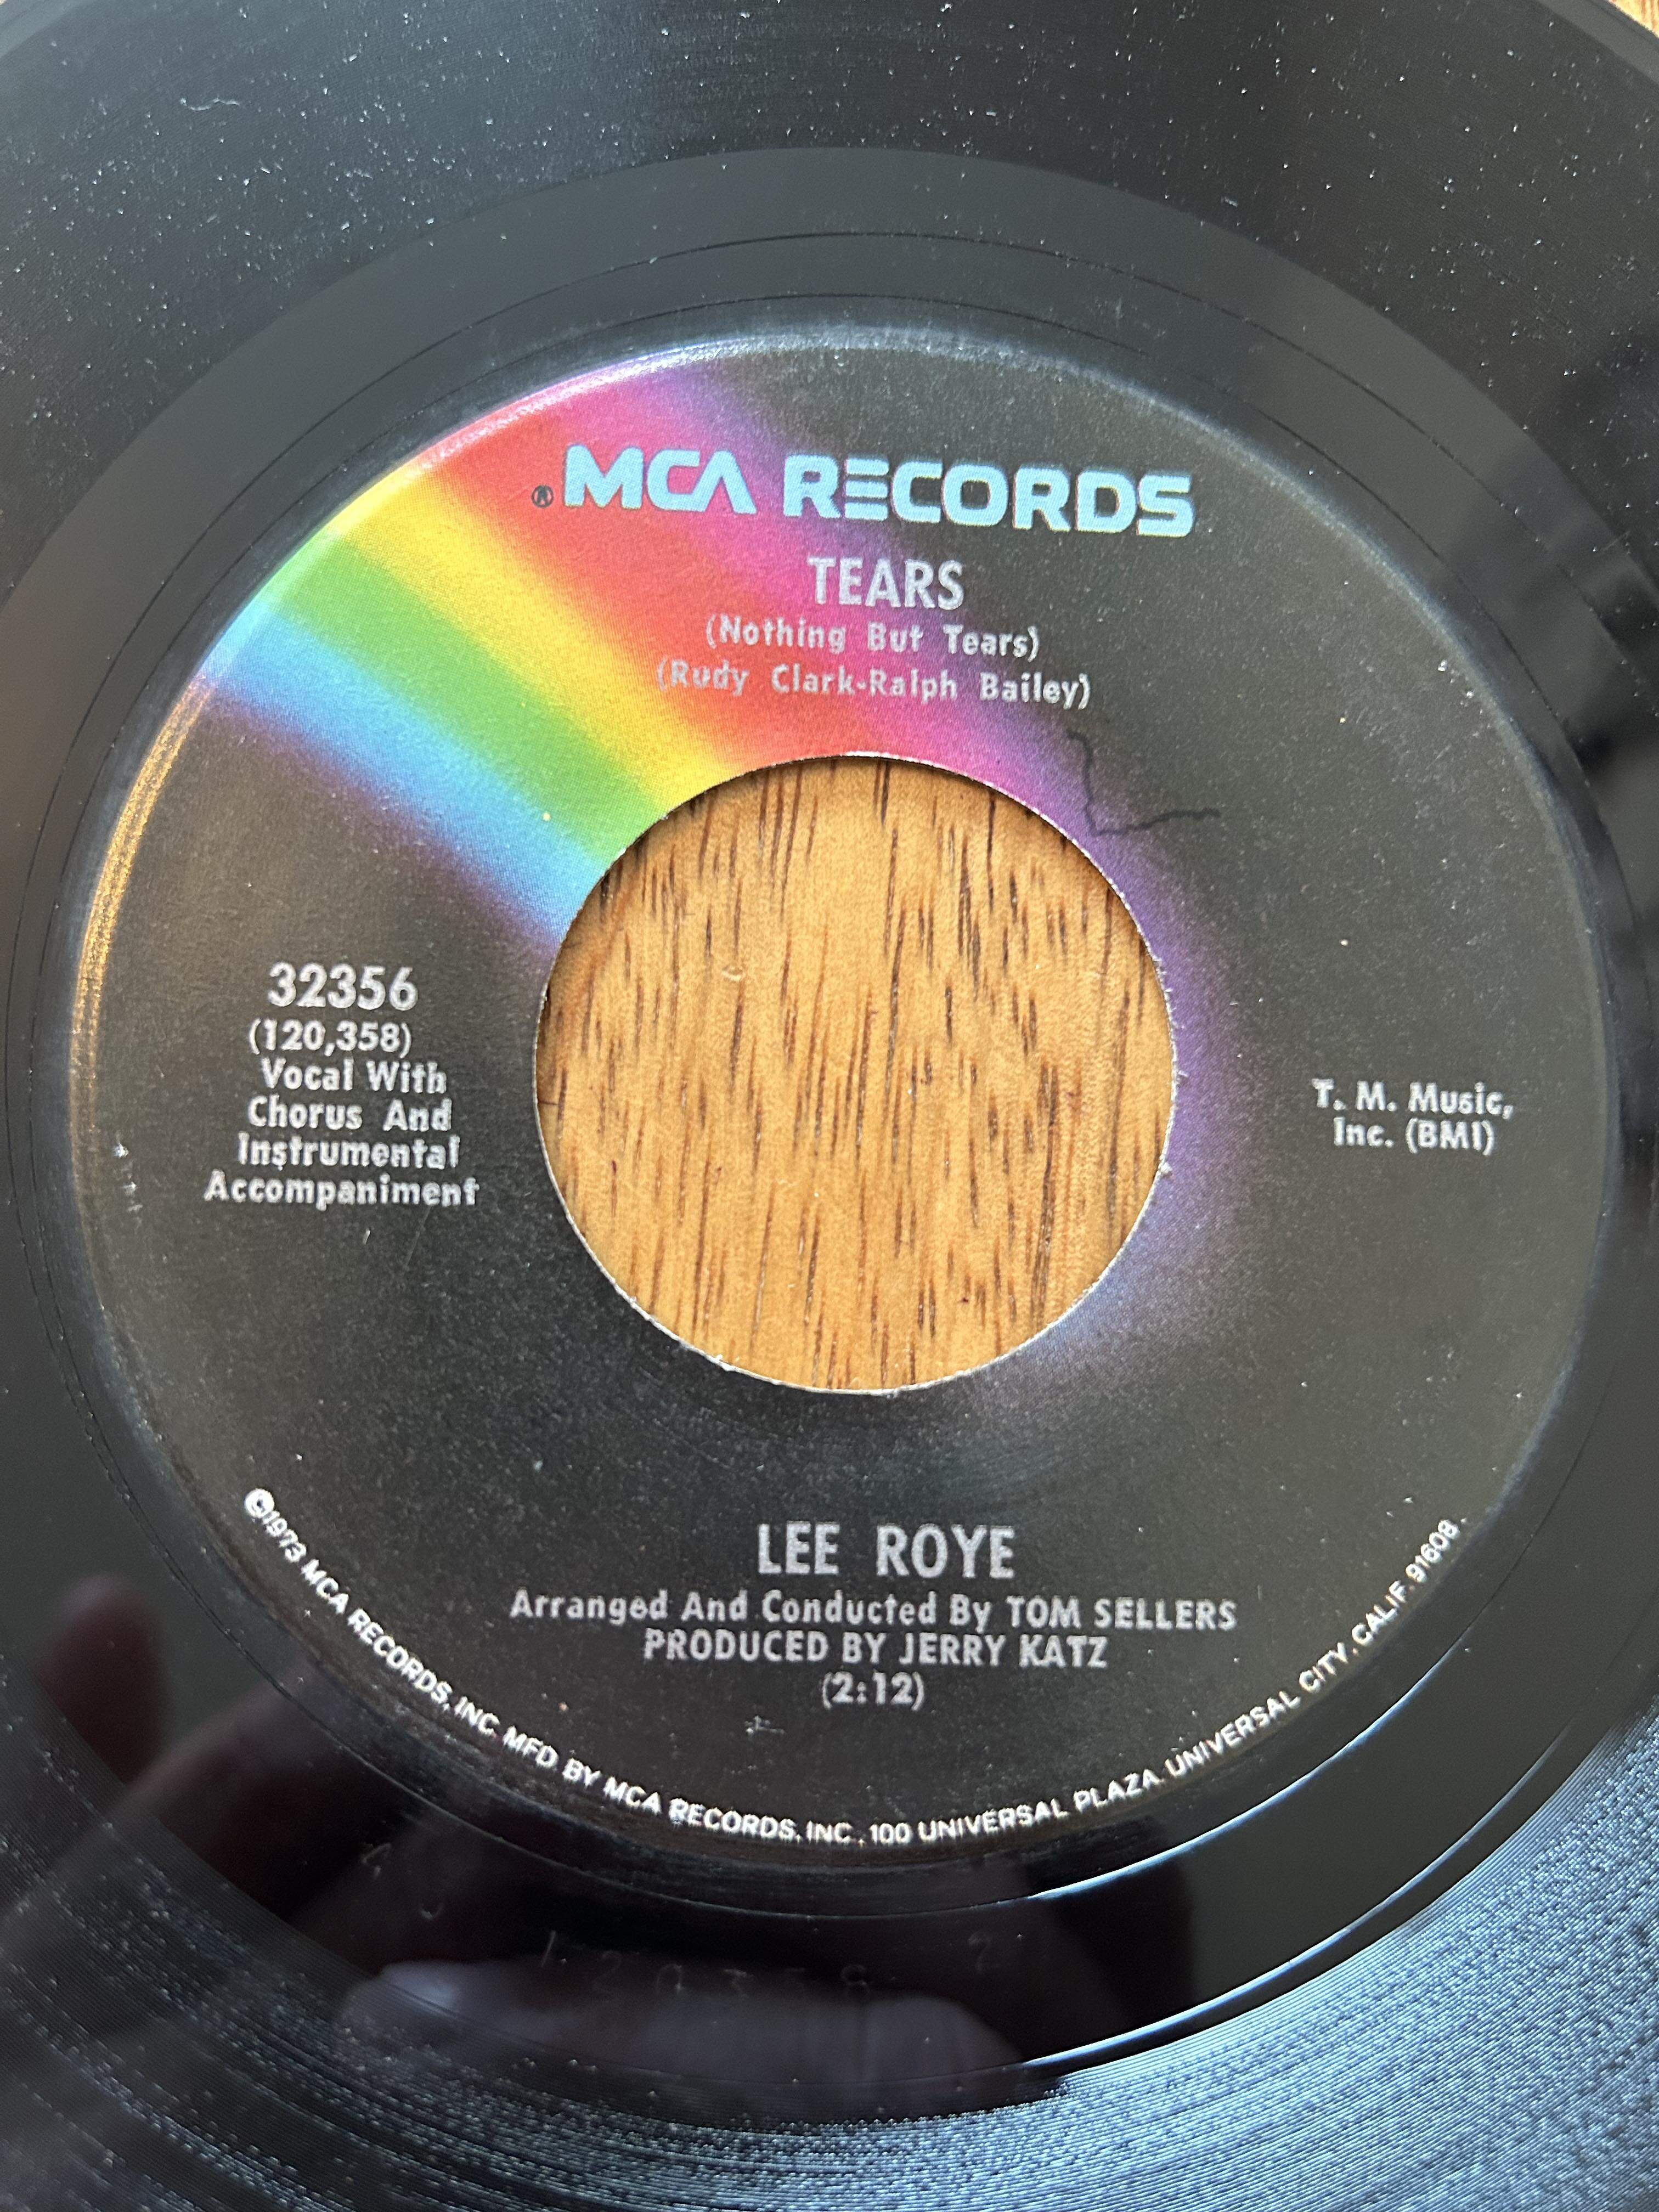 ® MCA RECORDS
TEARS
(Nothing But Tears)
(Rudy Clark-Ralph Bailey)
32356
(120,358)
Vocal With
Chorus And
Instrumental
Accompaniment
T. M. Music,
Inc. (BMI)
LEE ROYE
Arranged And Conducted By TOM SELLERS
PRODUCED BY JERRY KATZ
(2:12)
©1973 MCA RECORDS, INC. MFD BY MCA RECORDS, INC., 100 UNIVERSAL PLAZA, UNIVERSAL CITY, CALIF. 91608